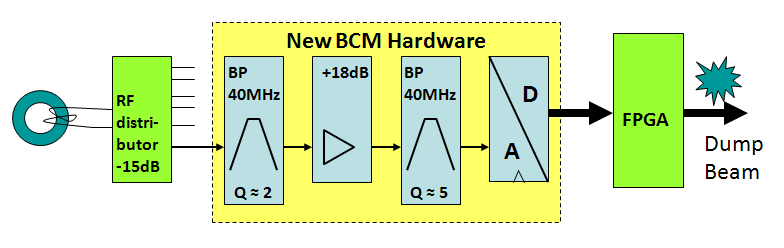 New BCM Hardware
RF
distri-
butor
-15dB
BP
40MHz
Q ≈ 2
+18dB
BP
40MHz
Q ≈ 5
D
A
FPGA
Dump
Beam